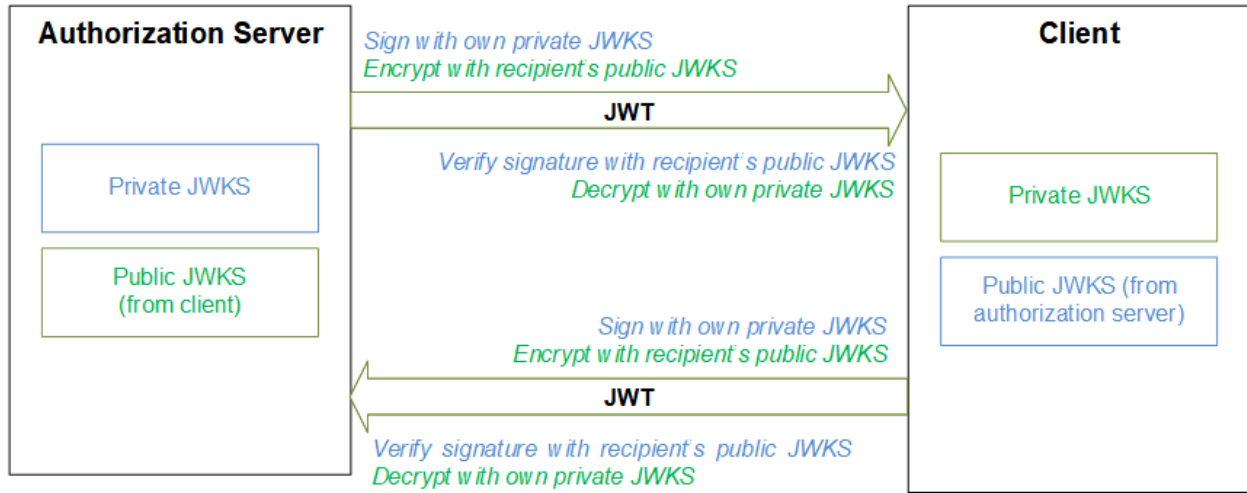 Authorization Server
Sign with own private JWKS
Encrypt with recipient's public JWKS
JWT
Verify signature with recipient's public JWKS
Decrypt with own private JWKS
Private JWKS
Public JWKS
(from client)
Client
Private JWKS
Public JWKS (from
authorization server)
Sign with own private JWKS
Encrypt with recipient's public JWKS
JWT
Verify signature with recipient's public JWKS
Decrypt with own private JWKS